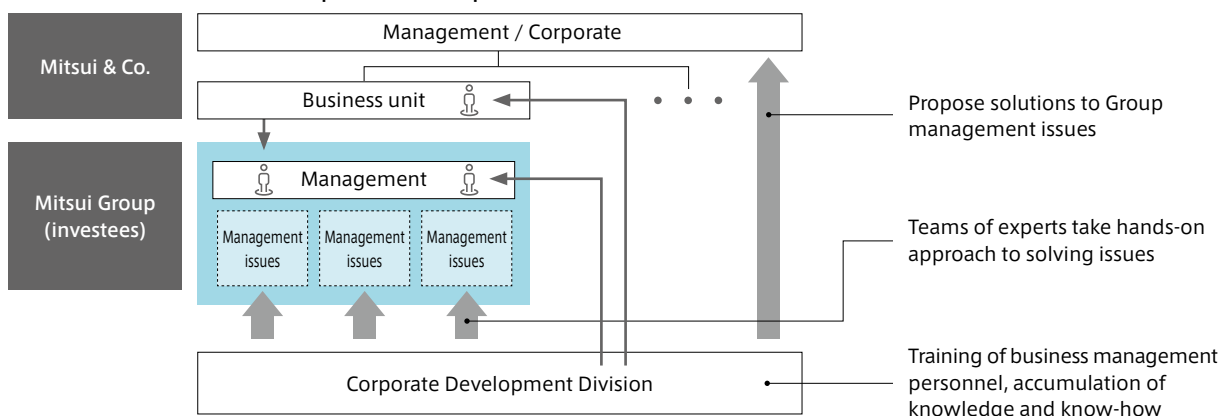 Management / Corporate
Mitsui & Co.
Business unit
Propose solutions to Group
management issues
Mitsui Group
(investees)
Management
Management
issues
Management
issues
Management
issues
Teams of experts take hands-on
approach to solving issues
Corporate Development Division
Training of business management
personnel, accumulation of
knowledge and know-how